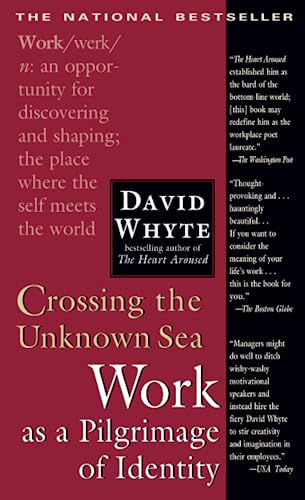 THE NATIONAL BESTSELLER
Work/werk/
n: an oppor-
tunity for
discovering
and shaping;
the place
where the
self meets
the world
DAVID
WHYTE
bestselling author of
The Heart Aroused
Crossing the
Unknown Sea
Work
as a Pilgrimage
of Identity
"The Heart Aroused
established him as
the bard of the
bottom-line world;
[this] book may
redefine him as the
workplace poet
laureate."
—The Washington Post
"Thought-
provoking and . . .
hauntingly
beautiful. . .
If you want to
consider the
meaning of your
life's work . . .
this is the book
for you."
—The Boston Globe
"Managers might
do well to ditch
wishy-washy
motivational
speakers and
instead hire the
fiery David Whyte
to stir creativity
and imagination in
their employees."
—USA Today